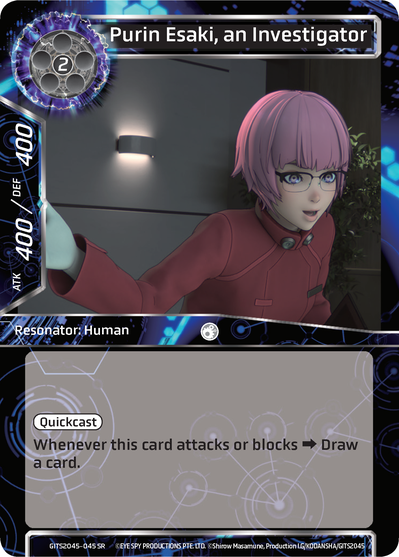 Purin Esaki, an Investigator
2
ATK 400 / DEF 400
Resonator: Human
Quickcast
Whenever this card attacks or blocks ➡ Draw
a card.
GITS2045-045 SR ©EYE SPY PRODUCTIONS PTE. LTD. ©Shirow Masamune, Production I.G/KODANSHA/GITS2045